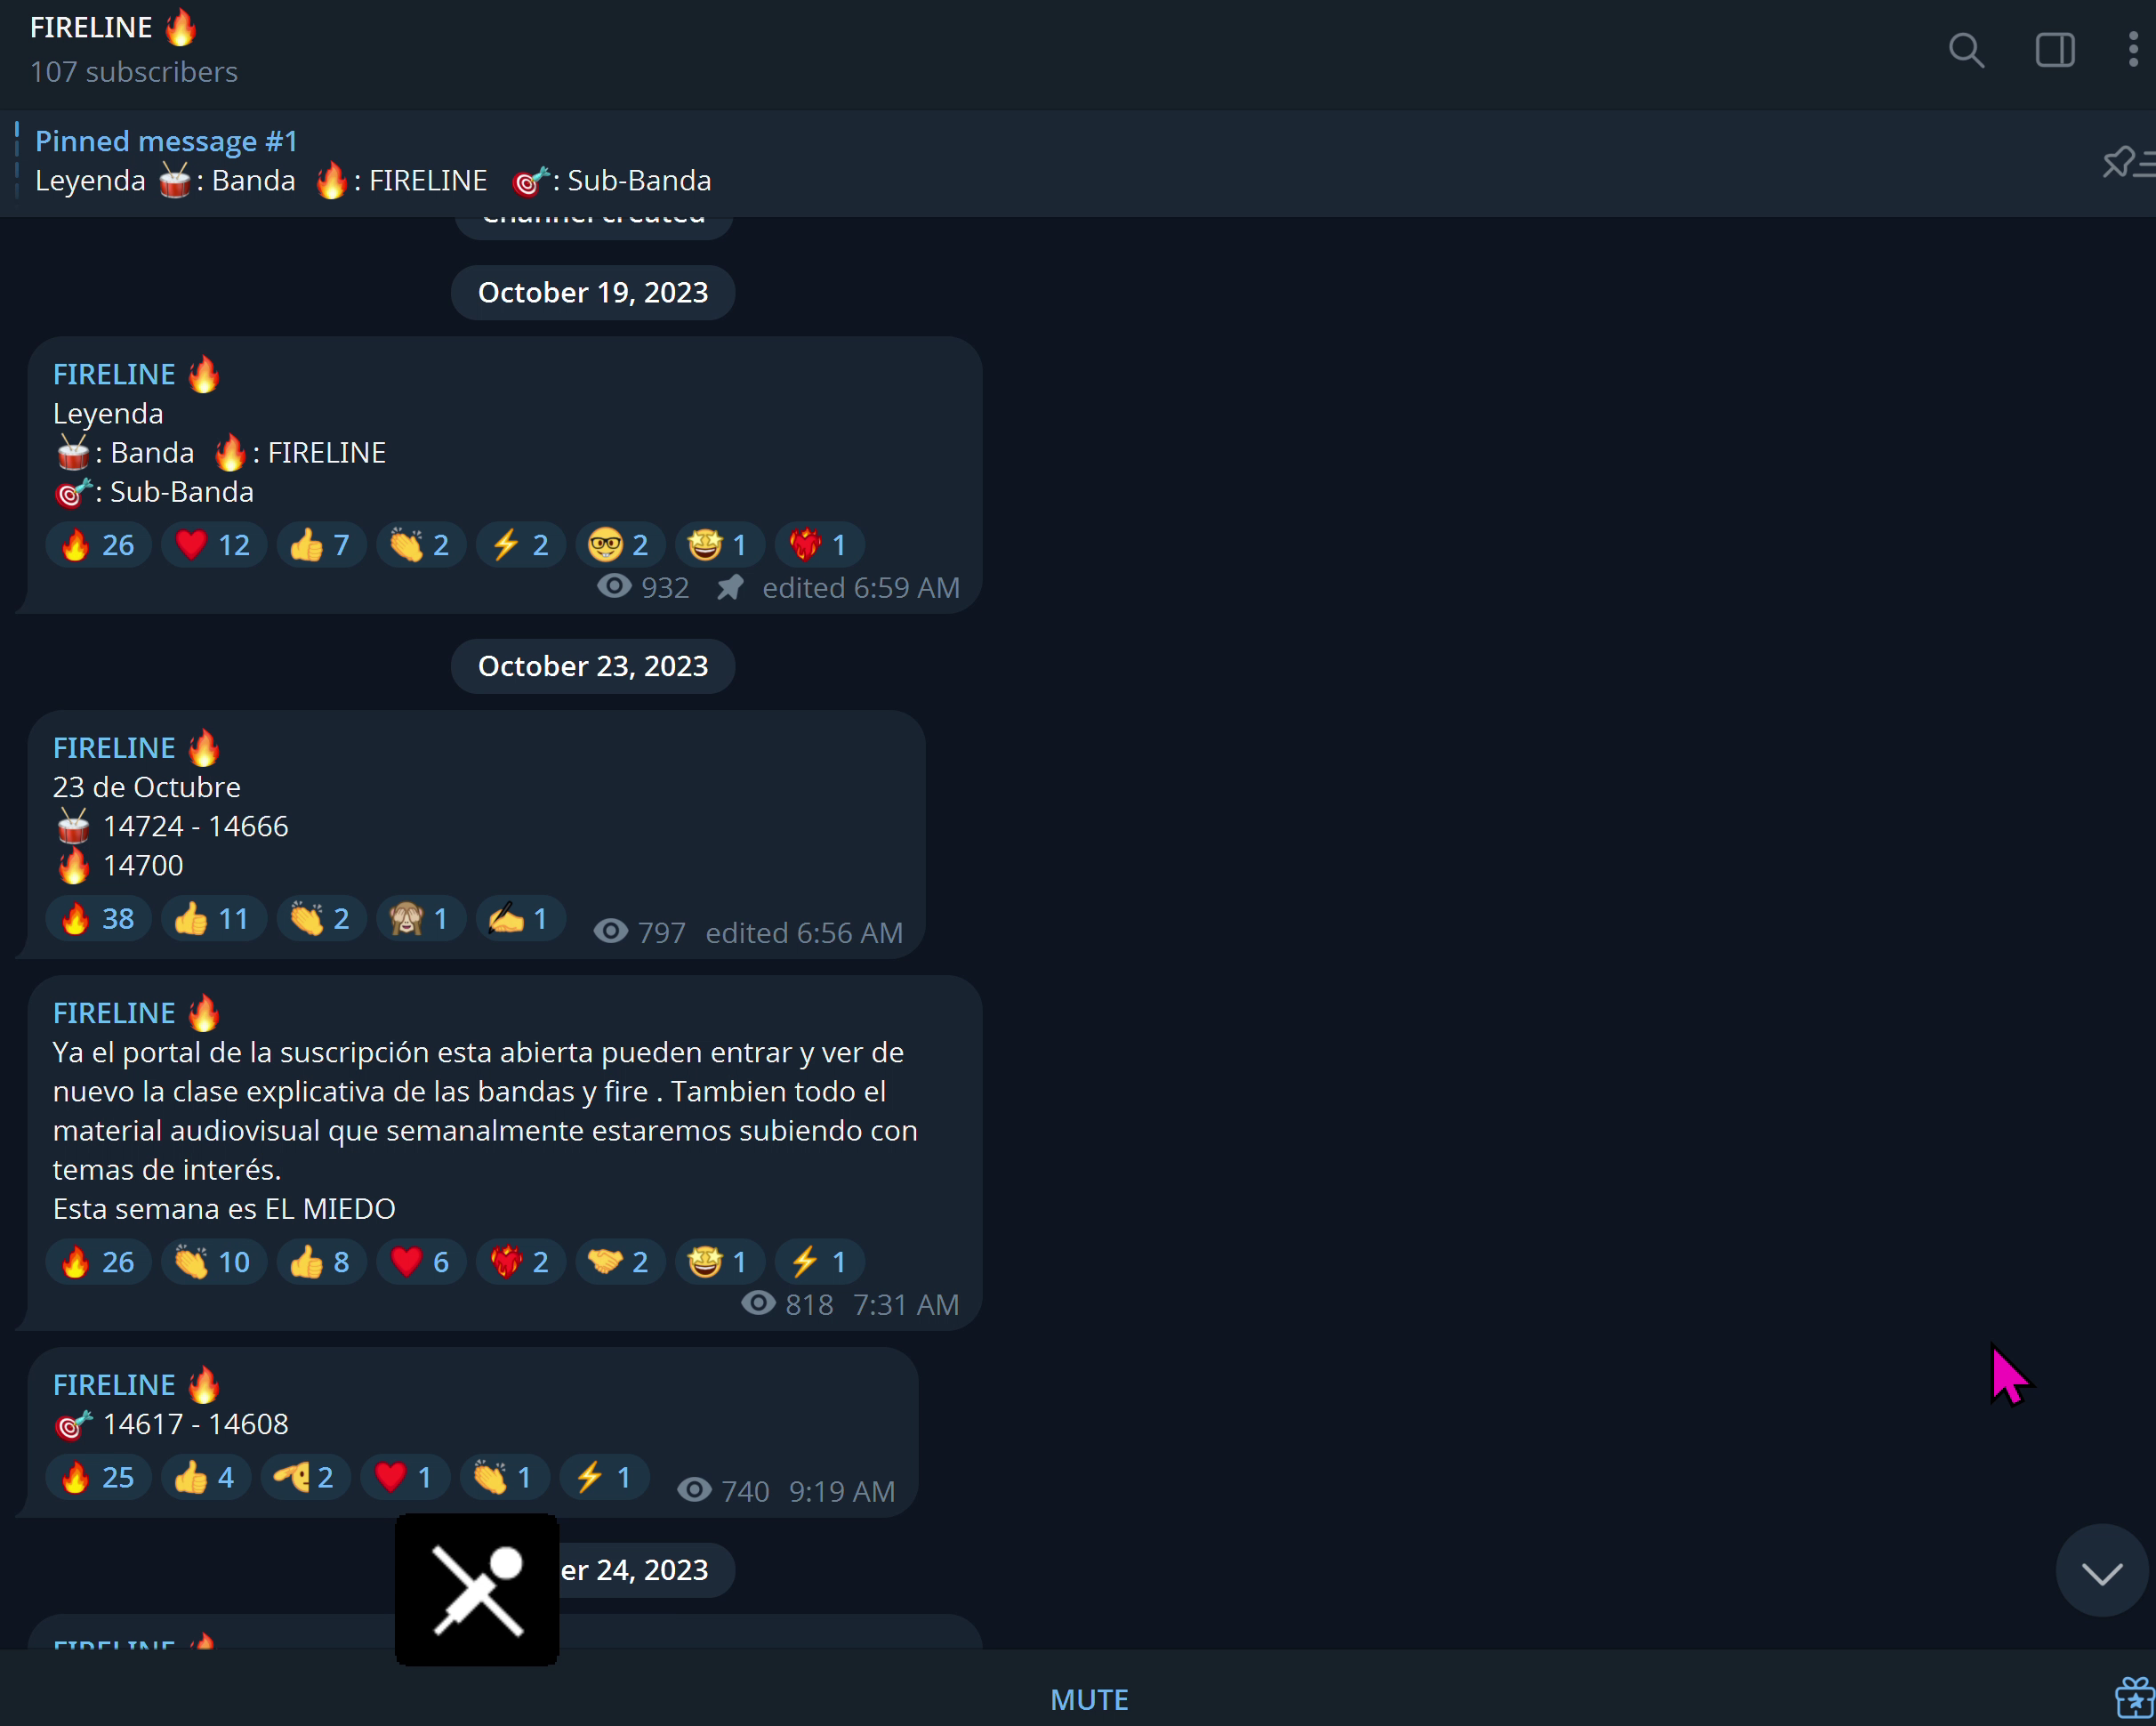 FIRELINE 🔥
107 subscribers
Pinned message #1
Leyenda 🥁: Banda 🔥: FIRELINE 🎯: Sub-Banda
Channel created
October 19, 2023
FIRELINE 🔥
Leyenda
🥁: Banda 🔥: FIRELINE
🎯: Sub-Banda
🔥 26 ❤️ 12 👍 7 👏 2 ⚡ 2 🤓 2 🤩 1 ❤️‍🔥 1
932 edited 6:59 AM
October 23, 2023
FIRELINE 🔥
23 de Octubre
🥁 14724 - 14666
🔥 14700
🔥 38 👍 11 👏 2 🙈 1 ✍️ 1 797 edited 6:56 AM
FIRELINE 🔥
Ya el portal de la suscripción esta abierta pueden entrar y ver de
nuevo la clase explicativa de las bandas y fire . Tambien todo el
material audiovisual que semanalmente estaremos subiendo con
temas de interés.
Esta semana es EL MIEDO
🔥 26 👏 10 👍 8 ❤️ 6 ❤️‍🔥 2 🤝 2 🤩 1 ⚡ 1
818 7:31 AM
FIRELINE 🔥
🎯 14617 - 14608
🔥 25 👍 4 🫡 2 ❤️ 1 👏 1 ⚡ 1 740 9:19 AM
er 24, 2023
FIRELINE 🔥
MUTE